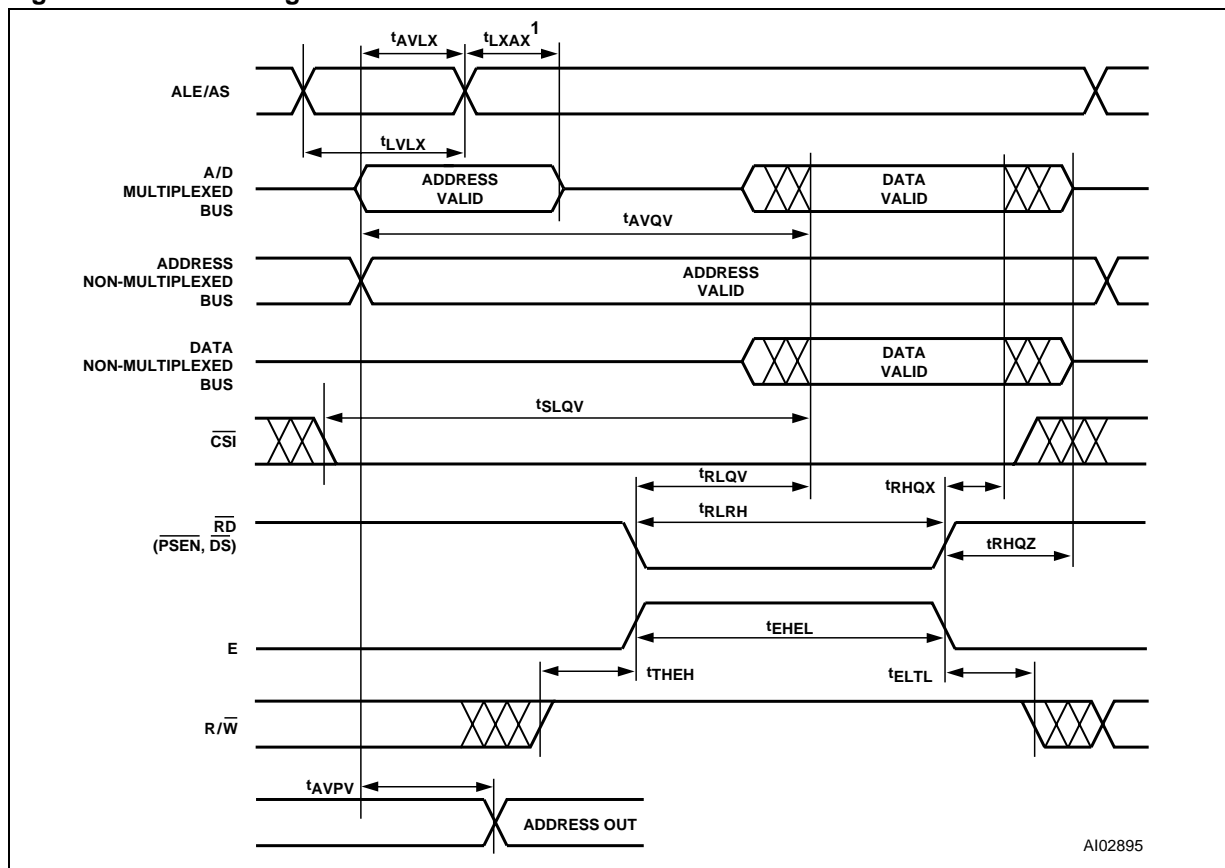 tAVLX
tLXAX 1
ALE/AS
tLVLX
A/D
MULTIPLEXED
BUS
ADDRESS
VALID
DATA
VALID
tAVQV
ADDRESS
NON-MULTIPLEXED
BUS
ADDRESS
VALID
DATA
NON-MULTIPLEXED
BUS
DATA
VALID
tSLQV
CSI
tRLQV
tRHQX
tRLRH
RD
(PSEN, DS)
tRHQZ
tEHEL
E
tTHEH
tELTL
R/W
tAVPV
ADDRESS OUT
AI02895